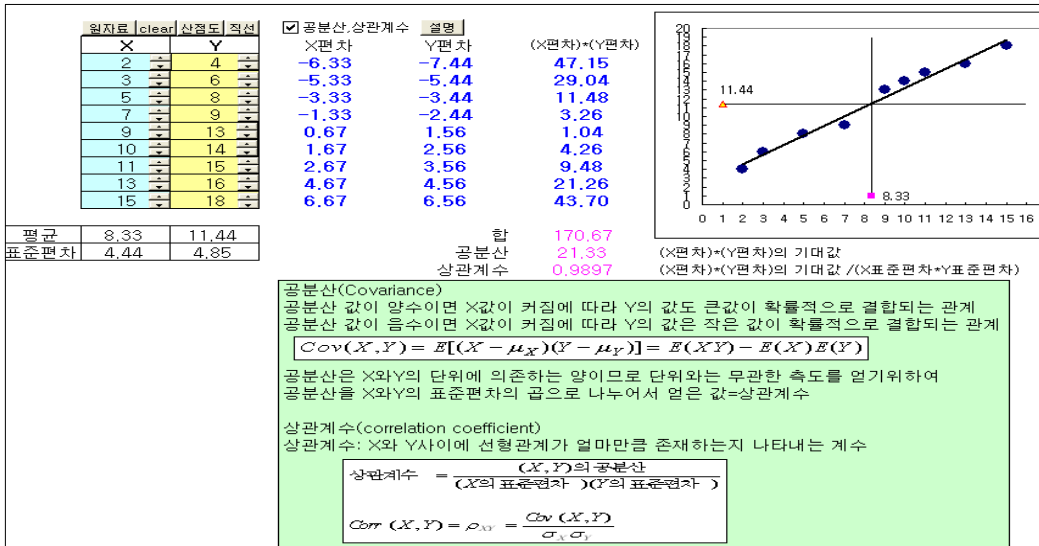 원자료 clear 산점도 직선
공분산,상관계수 설명
X Y X편차 Y편차 (X편차)*(Y편차)
2 4 -6.33 -7.44 47.15
3 6 -5.33 -5.44 29.04
5 8 -3.33 -3.44 11.48
7 9 -1.33 -2.44 3.26
9 13 0.67 1.56 1.04
10 14 1.67 2.56 4.26
11 15 2.67 3.56 9.48
13 16 4.67 4.56 21.26
15 18 6.67 6.56 43.70
평균 8.33 11.44
표준편차 4.44 4.85
합 170.67
공분산 21.33 (X편차)*(Y편차)의 기대값
상관계수 0.9897 (X편차)*(Y편차)의 기대값 /(X표준편차*Y표준편차)
20
19
18
17
16
15
14
13
12
11
10
9
8
7
6
5
4
3
2
1
0
11.44
8.33
0 1 2 3 4 5 6 7 8 9 10 11 12 13 14 15 16
공분산(Covariance)
공분산 값이 양수이면 X값이 커짐에 따라 Y의 값도 큰값이 확률적으로 결합되는 관계
공분산 값이 음수이면 X값이 커짐에 따라 Y의 값은 작은 값이 확률적으로 결합되는 관계
Cov(X,Y) = E[(X − μ_X)(Y − μ_Y)] = E(XY) − E(X)E(Y)
공분산은 X와Y의 단위에 의존하는 양이므로 단위와는 무관한 측도를 얻기위하여
공분산을 X와Y의 표준편차의 곱으로 나누어서 얻은 값=상관계수
상관계수(correlation coefficient)
상관계수: X와 Y사이에 선형관계가 얼마만큼 존재하는지 나타내는 계수
상관계수 = (X,Y)의 공분산 / (X의 표준편차 )(Y의 표준편차 )
Corr (X,Y) = ρ_XY = Cov (X,Y) / σ_X σ_Y